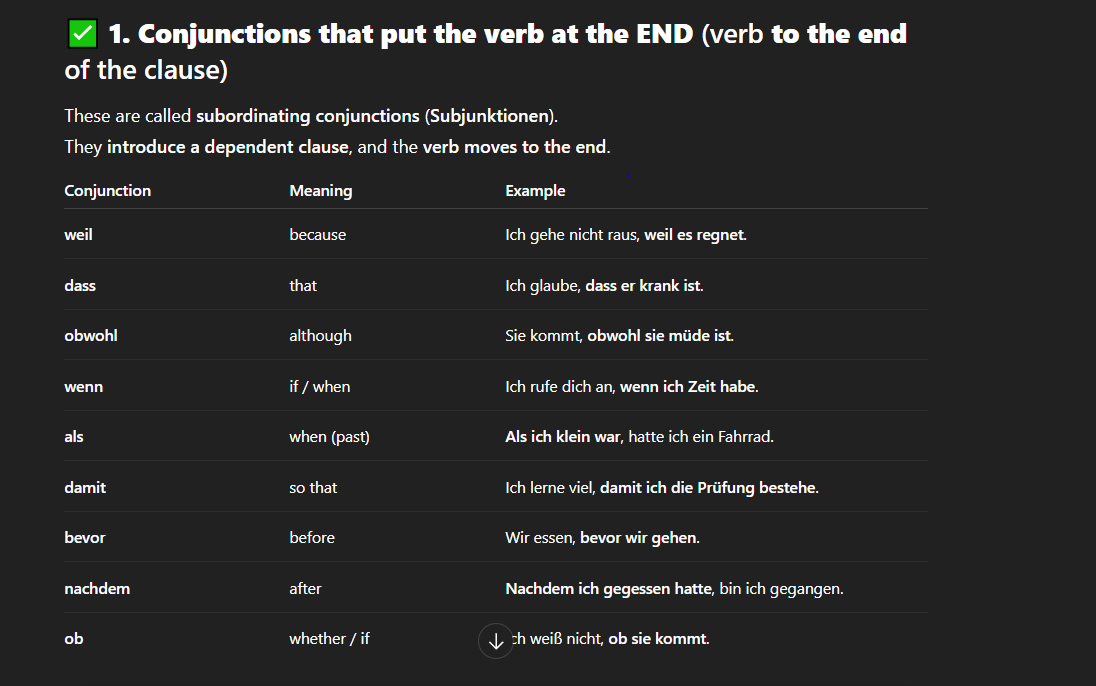 ✅ 1. Conjunctions that put the verb at the END (verb to the end
of the clause)
These are called subordinating conjunctions (Subjunktionen).
They introduce a dependent clause, and the verb moves to the end.
Conjunction Meaning Example
weil because Ich gehe nicht raus, weil es regnet.
dass that Ich glaube, dass er krank ist.
obwohl although Sie kommt, obwohl sie müde ist.
wenn if / when Ich rufe dich an, wenn ich Zeit habe.
als when (past) Als ich klein war, hatte ich ein Fahrrad.
damit so that Ich lerne viel, damit ich die Prüfung bestehe.
bevor before Wir essen, bevor wir gehen.
nachdem after Nachdem ich gegessen hatte, bin ich gegangen.
ob whether / if ch weiß nicht, ob sie kommt.